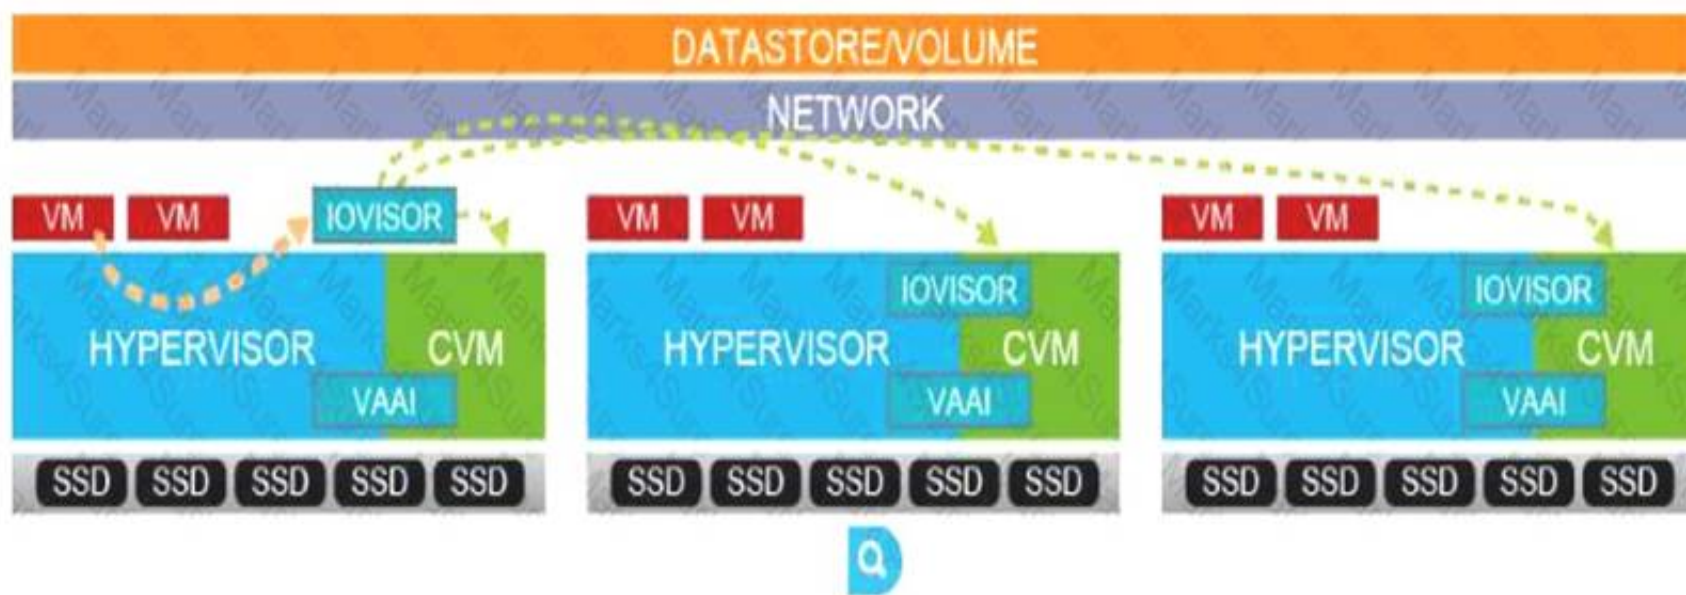 DATASTORE/VOLUME
NETWORK
VM VM IOVISOR VM VM VM VM
IOVISOR IOVISOR
HYPERVISOR CVM HYPERVISOR CVM HYPERVISOR CVM
VAAI VAAI VAAI
SSD SSD SSD SSD SSD SSD SSD SSD SSD SSD SSD SSD SSD SSD SSD